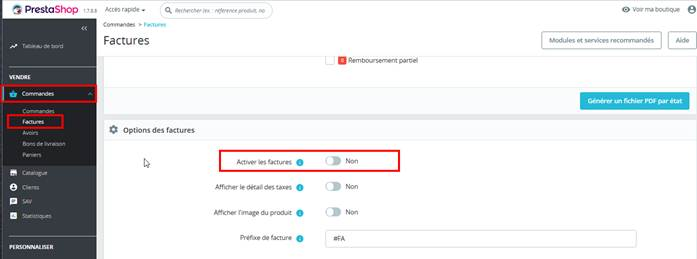 PrestaShop 1.7.8.8 Accès rapide Rechercher (ex. : référence produit, no Voir ma boutique
Commandes > Factures
Factures
Modules et services recommandés
Aide
Tableau de bord
VENDRE
Commandes
Commandes
Factures
Avoirs
Bons de livraison
Paniers
Catalogue
Clients
SAV
Statistiques
PERSONNALISER
0 Remboursement partiel
Générer un fichier PDF par état
Options des factures
Activer les factures Non
Afficher le détail des taxes Non
Afficher l'image du produit Non
Préfixe de facture #FA